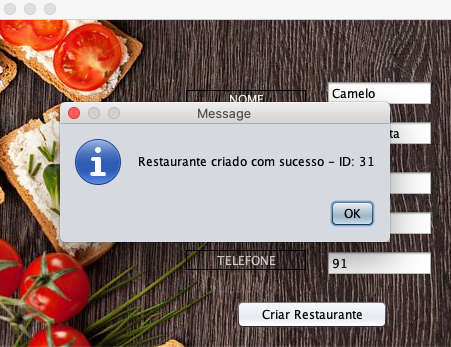 Camelo
NOME
Message
ta
Restaurante criado com sucesso - ID: 31
OK
TELEFONE
91
Criar Restaurante